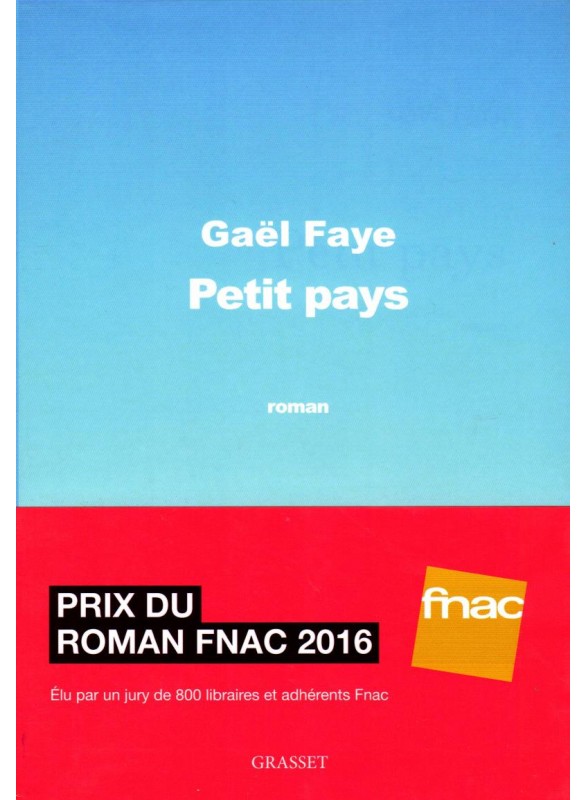 Gaël Faye
Petit pays
roman
PRIX DU
ROMAN FNAC 2016
fnac
Élu par un jury de 800 libraires et adhérents Fnac
GRASSET